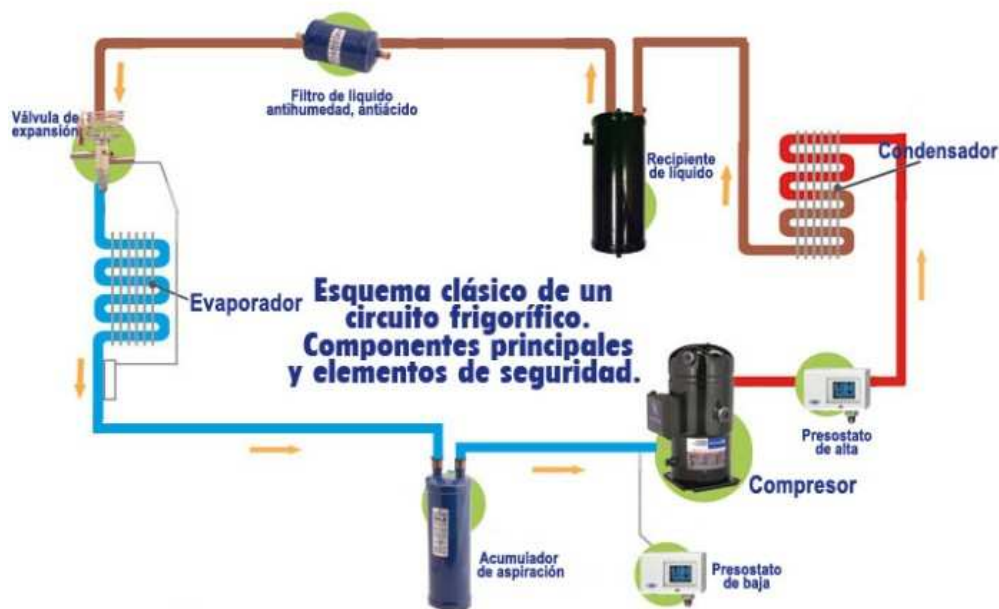 Filtro de liquido
antihumedad, antiácido
Válvula de
expansión
Recipiente
de líquido
Condensador
Evaporador
Esquema clásico de un
circuito frigorífico.
Componentes principales
y elementos de seguridad.
Presostato
de alta
Compresor
Acumulador
de aspiración
Presostato
de baja